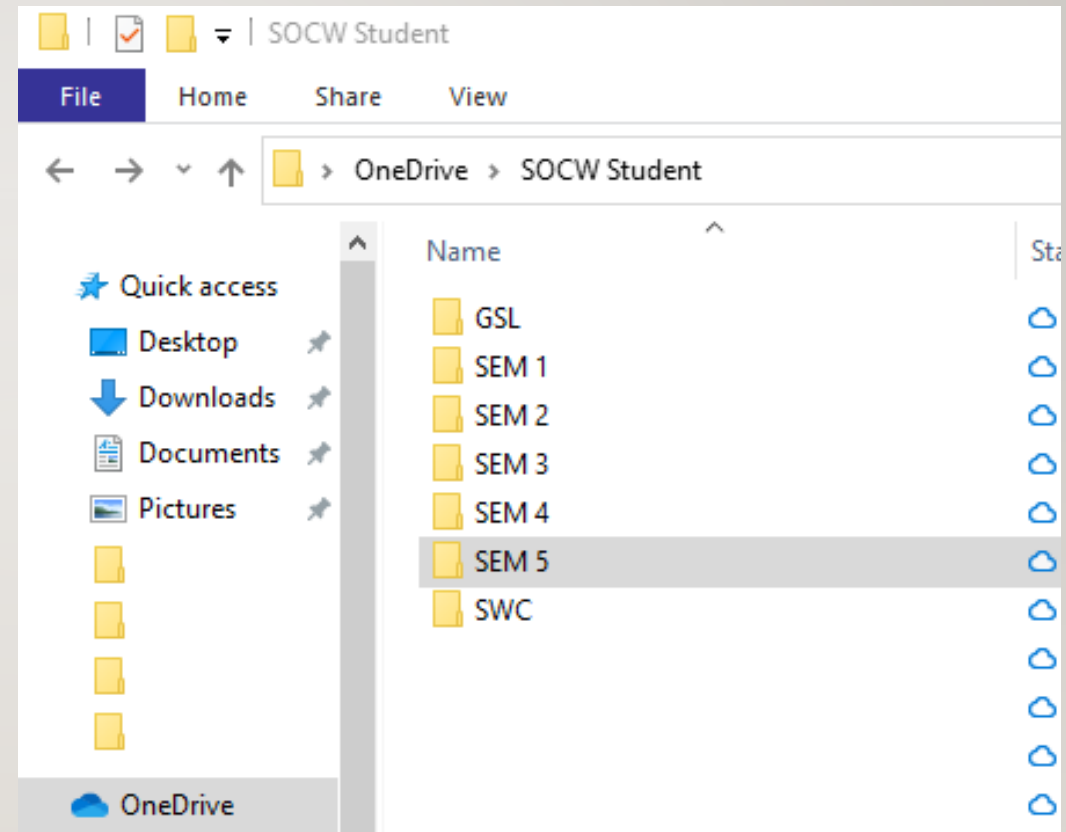 SOCW Student
File Home Share View
OneDrive > SOCW Student
Name Sta
Quick access
Desktop
Downloads
Documents
Pictures
OneDrive
GSL
SEM 1
SEM 2
SEM 3
SEM 4
SEM 5
SWC